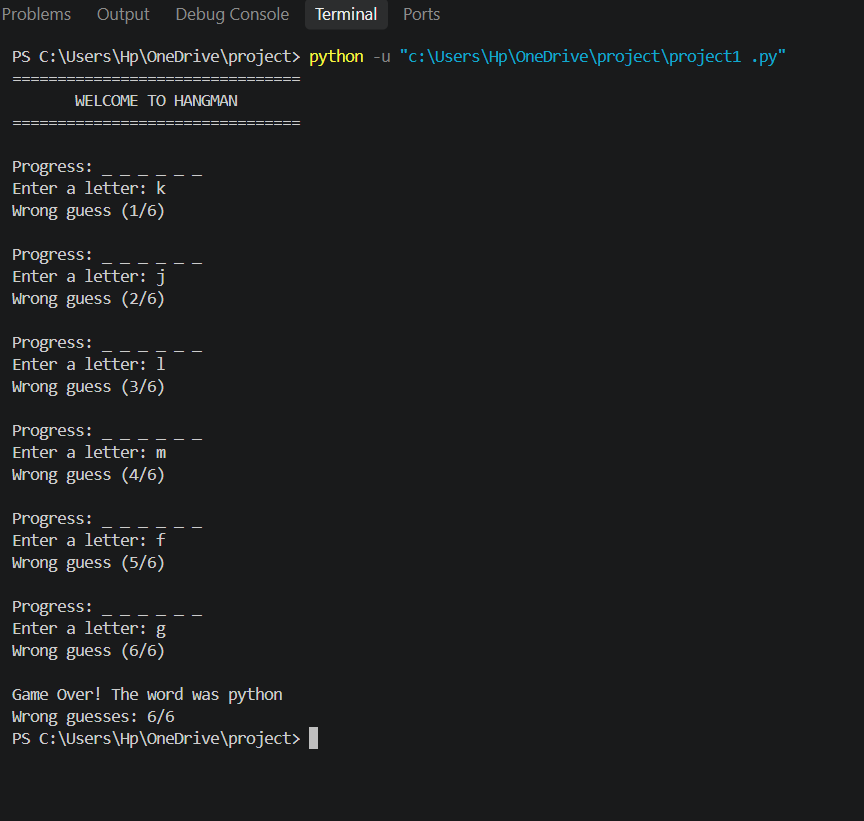 Problems Output Debug Console Terminal Ports
PS C:\Users\Hp\OneDrive\project> python -u "c:\Users\Hp\OneDrive\project\project1 .py"
================================
WELCOME TO HANGMAN
================================
Progress: _ _ _ _ _ _
Enter a letter: k
Wrong guess (1/6)
Progress: _ _ _ _ _ _
Enter a letter: j
Wrong guess (2/6)
Progress: _ _ _ _ _ _
Enter a letter: l
Wrong guess (3/6)
Progress: _ _ _ _ _ _
Enter a letter: m
Wrong guess (4/6)
Progress: _ _ _ _ _ _
Enter a letter: f
Wrong guess (5/6)
Progress: _ _ _ _ _ _
Enter a letter: g
Wrong guess (6/6)
Game Over! The word was python
Wrong guesses: 6/6
PS C:\Users\Hp\OneDrive\project>